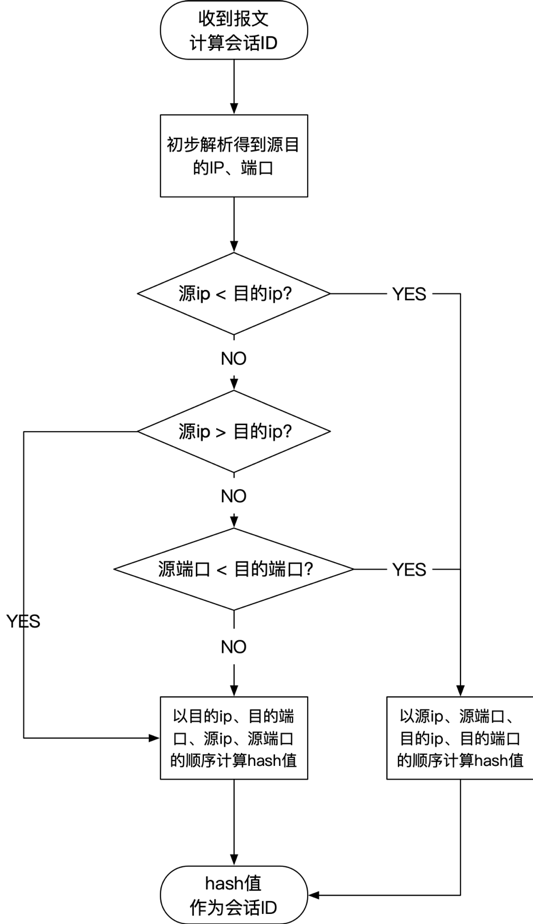 收到报文
计算会话ID
初步解析得到源目
的IP、端口
源ip < 目的ip?
YES
NO
源ip > 目的ip?
NO
源端口 < 目的端口?
YES
YES
NO
以目的ip、目的端
口、源ip、源端口
的顺序计算hash值
以源ip、源端口、
目的ip、目的端口
的顺序计算hash值
hash值
作为会话ID